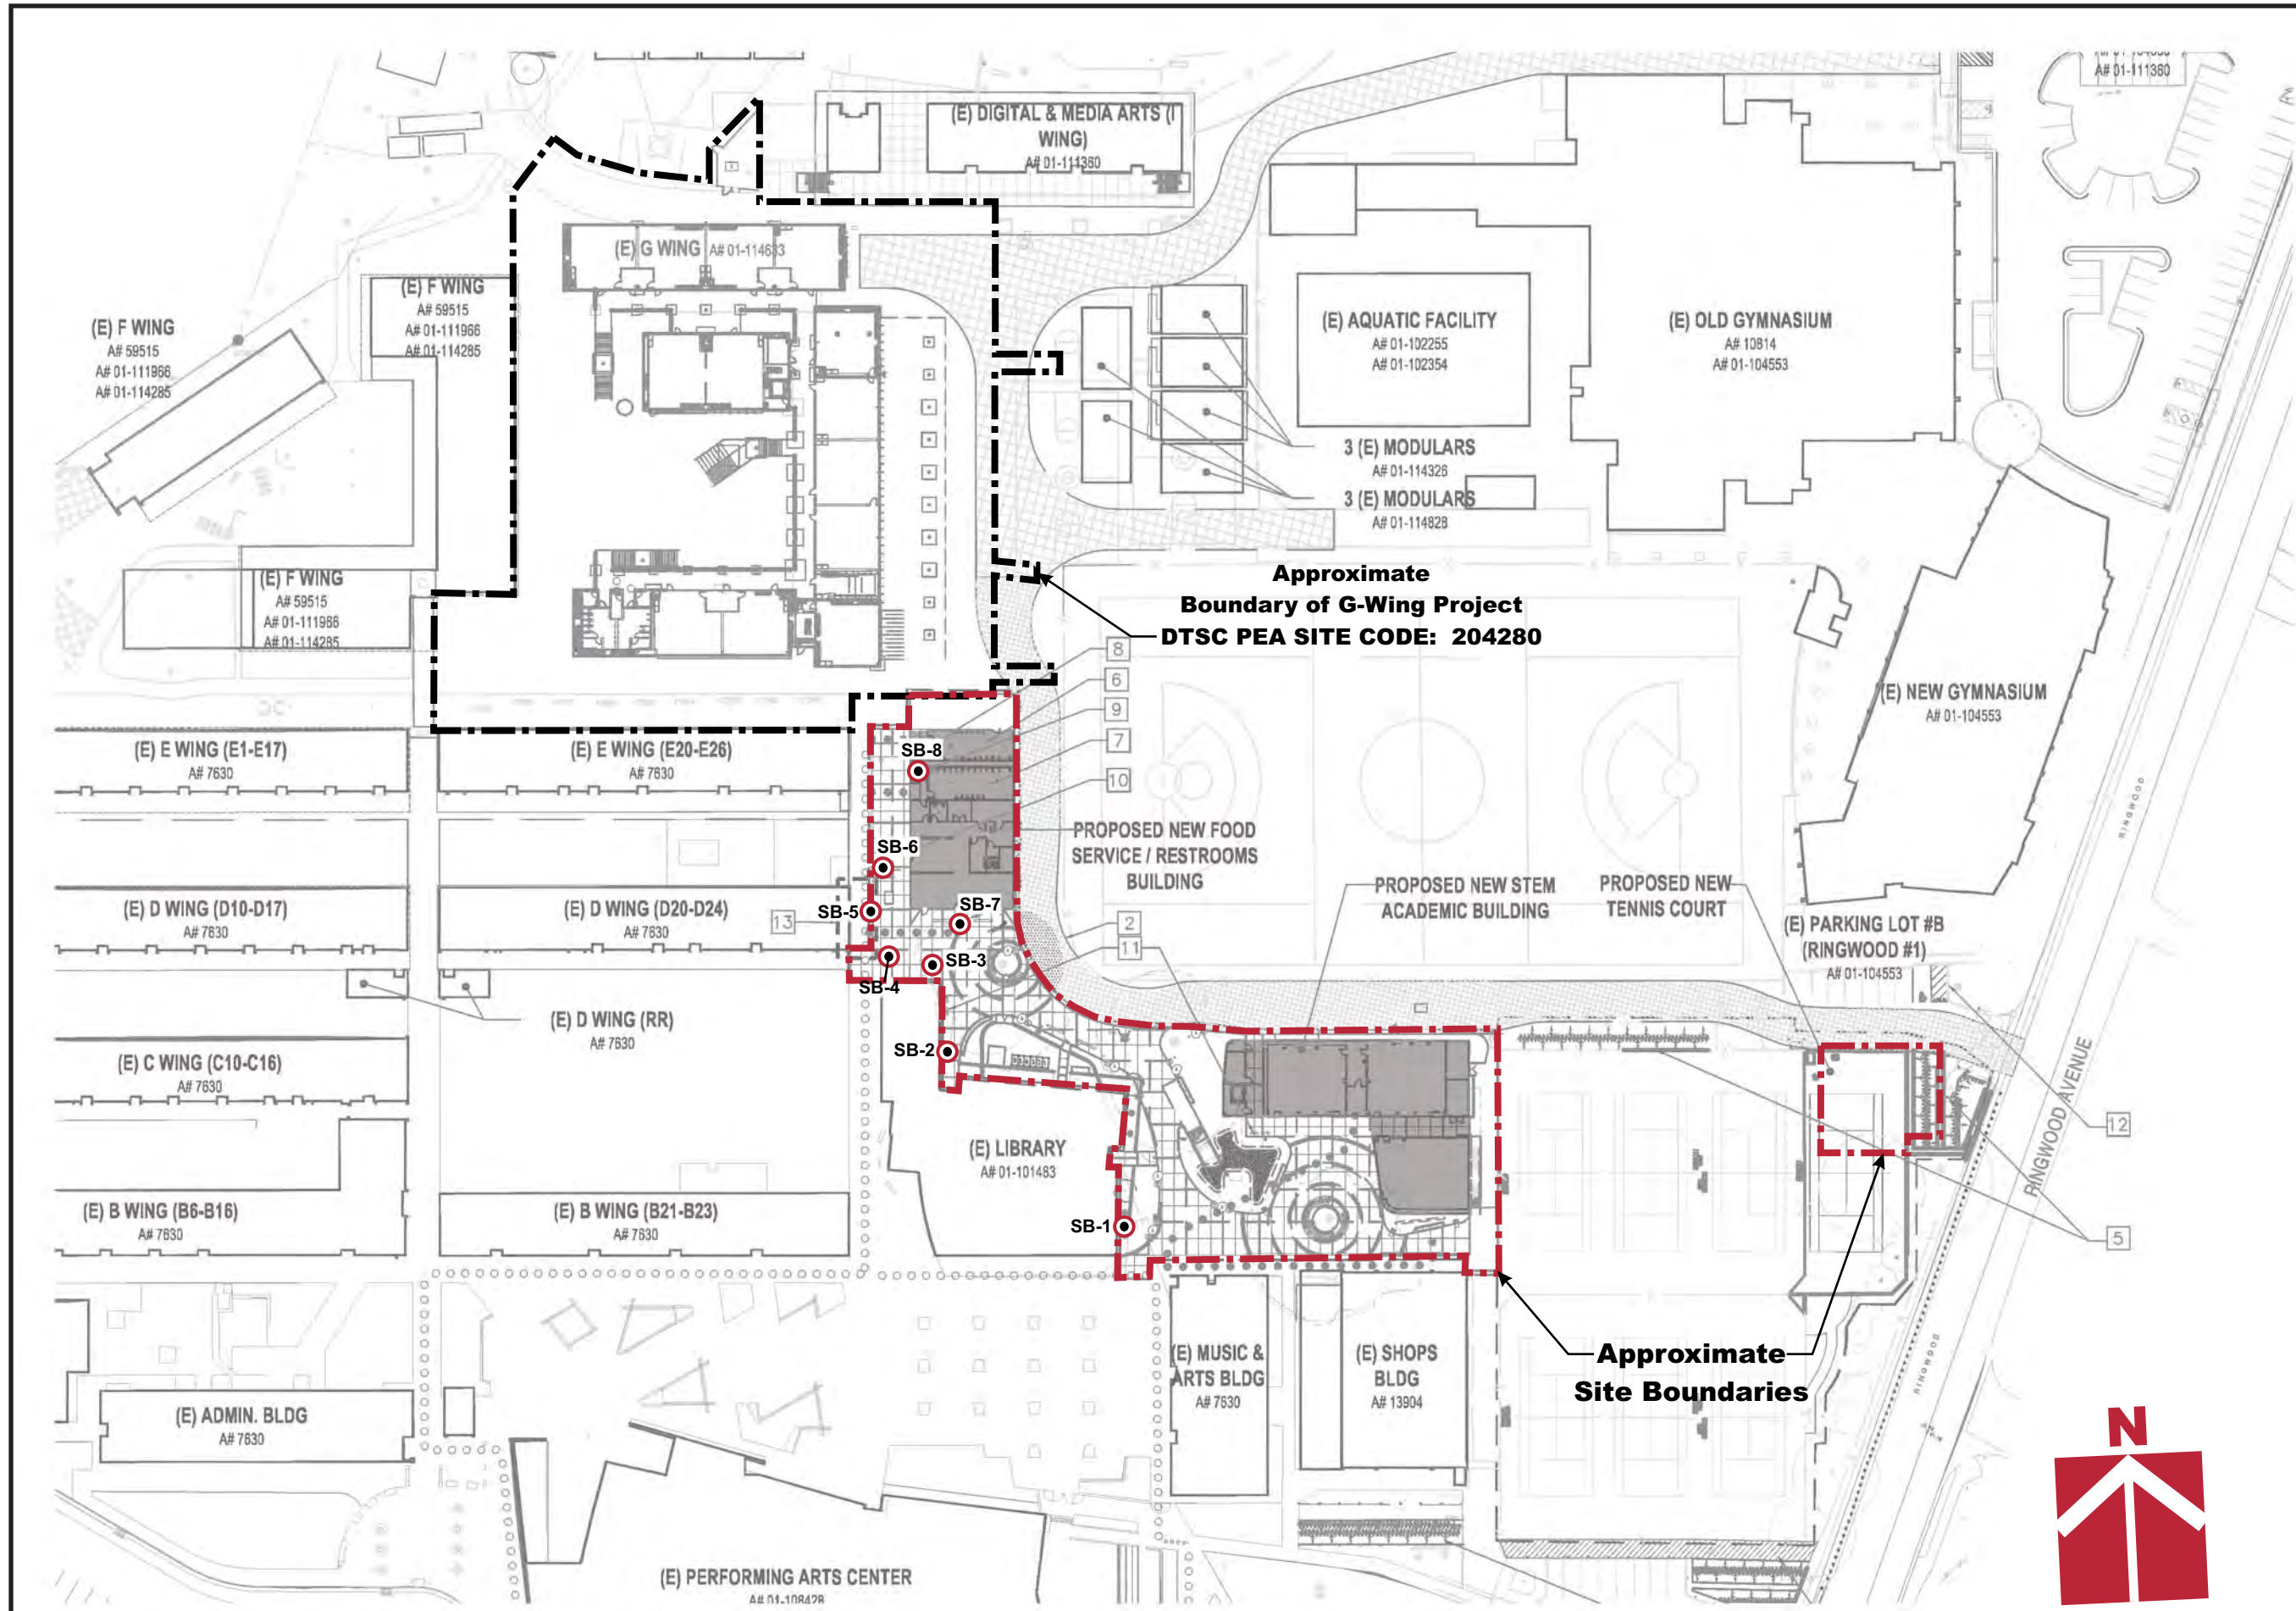 A# 01-111360
(E) DIGITAL & MEDIA ARTS (I
WING)
A# 01-111360
(E) G WING A# 01-114633
(E) F WING
A# 59515
A# 01-111966
A# 01-114285
(E) F WING
A# 59515
A# 01-111966
A# 01-114285
(E) AQUATIC FACILITY
A# 01-102255
A# 01-102354
(E) OLD GYMNASIUM
A# 10814
A# 01-104553
3 (E) MODULARS
A# 01-114326
3 (E) MODULARS
A# 01-114828
(E) F WING
A# 59515
A# 01-111966
A# 01-114285
Approximate
Boundary of G-Wing Project
DTSC PEA SITE CODE: 204280
8
6
9
7
10
(E) NEW GYMNASIUM
A# 01-104553
(E) E WING (E1-E17)
A# 7630
(E) E WING (E20-E26)
A# 7630
SB-8
RINGWOOD
PROPOSED NEW FOOD
SERVICE / RESTROOMS
BUILDING
SB-6
(E) D WING (D10-D17)
A# 7630
(E) D WING (D20-D24)
A# 7630
13
SB-5
SB-7
PROPOSED NEW STEM
ACADEMIC BUILDING
PROPOSED NEW
TENNIS COURT
2
11
(E) PARKING LOT #B
(RINGWOOD #1)
A# 01-104553
SB-3
SB-4
(E) D WING (RR)
A# 7630
SB-2
(E) C WING (C10-C16)
A# 7630
RINGWOOD AVENUE
12
(E) LIBRARY
A# 01-101483
(E) B WING (B6-B16)
A# 7630
(E) B WING (B21-B23)
A# 7630
SB-1
5
(E) MUSIC &
ARTS BLDG
A# 7630
(E) SHOPS
BLDG
A# 13904
Approximate
Site Boundaries
RINGWOOD
(E) ADMIN. BLDG
A# 7630
N
(E) PERFORMING ARTS CENTER
A# 01-108428